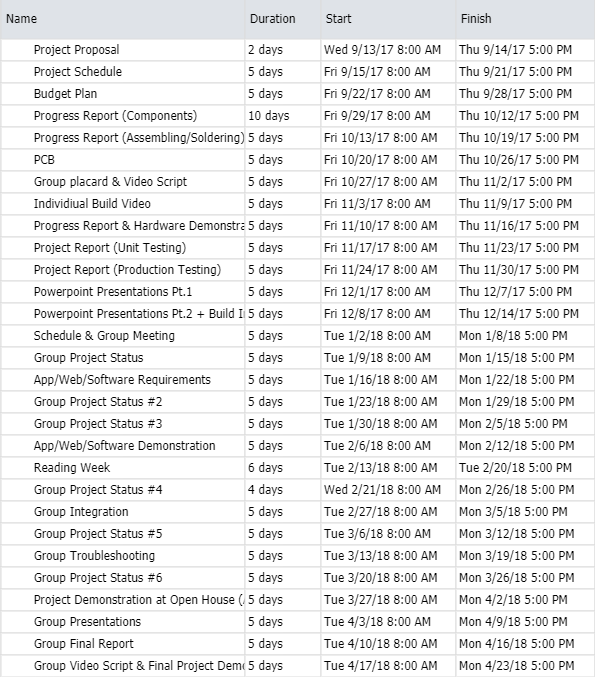 Name Duration Start Finish
Project Proposal 2 days Wed 9/13/17 8:00 AM Thu 9/14/17 5:00 PM
Project Schedule 5 days Fri 9/15/17 8:00 AM Thu 9/21/17 5:00 PM
Budget Plan 5 days Fri 9/22/17 8:00 AM Thu 9/28/17 5:00 PM
Progress Report (Components) 10 days Fri 9/29/17 8:00 AM Thu 10/12/17 5:00 PM
Progress Report (Assembling/Soldering) 5 days Fri 10/13/17 8:00 AM Thu 10/19/17 5:00 PM
PCB 5 days Fri 10/20/17 8:00 AM Thu 10/26/17 5:00 PM
Group placard & Video Script 5 days Fri 10/27/17 8:00 AM Thu 11/2/17 5:00 PM
Individiual Build Video 5 days Fri 11/3/17 8:00 AM Thu 11/9/17 5:00 PM
Progress Report & Hardware Demonstra 5 days Fri 11/10/17 8:00 AM Thu 11/16/17 5:00 PM
Project Report (Unit Testing) 5 days Fri 11/17/17 8:00 AM Thu 11/23/17 5:00 PM
Project Report (Production Testing) 5 days Fri 11/24/17 8:00 AM Thu 11/30/17 5:00 PM
Powerpoint Presentations Pt.1 5 days Fri 12/1/17 8:00 AM Thu 12/7/17 5:00 PM
Powerpoint Presentations Pt.2 + Build I 5 days Fri 12/8/17 8:00 AM Thu 12/14/17 5:00 PM
Schedule & Group Meeting 5 days Tue 1/2/18 8:00 AM Mon 1/8/18 5:00 PM
Group Project Status 5 days Tue 1/9/18 8:00 AM Mon 1/15/18 5:00 PM
App/Web/Software Requirements 5 days Tue 1/16/18 8:00 AM Mon 1/22/18 5:00 PM
Group Project Status #2 5 days Tue 1/23/18 8:00 AM Mon 1/29/18 5:00 PM
Group Project Status #3 5 days Tue 1/30/18 8:00 AM Mon 2/5/18 5:00 PM
App/Web/Software Demonstration 5 days Tue 2/6/18 8:00 AM Mon 2/12/18 5:00 PM
Reading Week 6 days Tue 2/13/18 8:00 AM Tue 2/20/18 5:00 PM
Group Project Status #4 4 days Wed 2/21/18 8:00 AM Mon 2/26/18 5:00 PM
Group Integration 5 days Tue 2/27/18 8:00 AM Mon 3/5/18 5:00 PM
Group Project Status #5 5 days Tue 3/6/18 8:00 AM Mon 3/12/18 5:00 PM
Group Troubleshooting 5 days Tue 3/13/18 8:00 AM Mon 3/19/18 5:00 PM
Group Project Status #6 5 days Tue 3/20/18 8:00 AM Mon 3/26/18 5:00 PM
Project Demonstration at Open House ( 5 days Tue 3/27/18 8:00 AM Mon 4/2/18 5:00 PM
Group Presentations 5 days Tue 4/3/18 8:00 AM Mon 4/9/18 5:00 PM
Group Final Report 5 days Tue 4/10/18 8:00 AM Mon 4/16/18 5:00 PM
Group Video Script & Final Project Demo 5 days Tue 4/17/18 8:00 AM Mon 4/23/18 5:00 PM